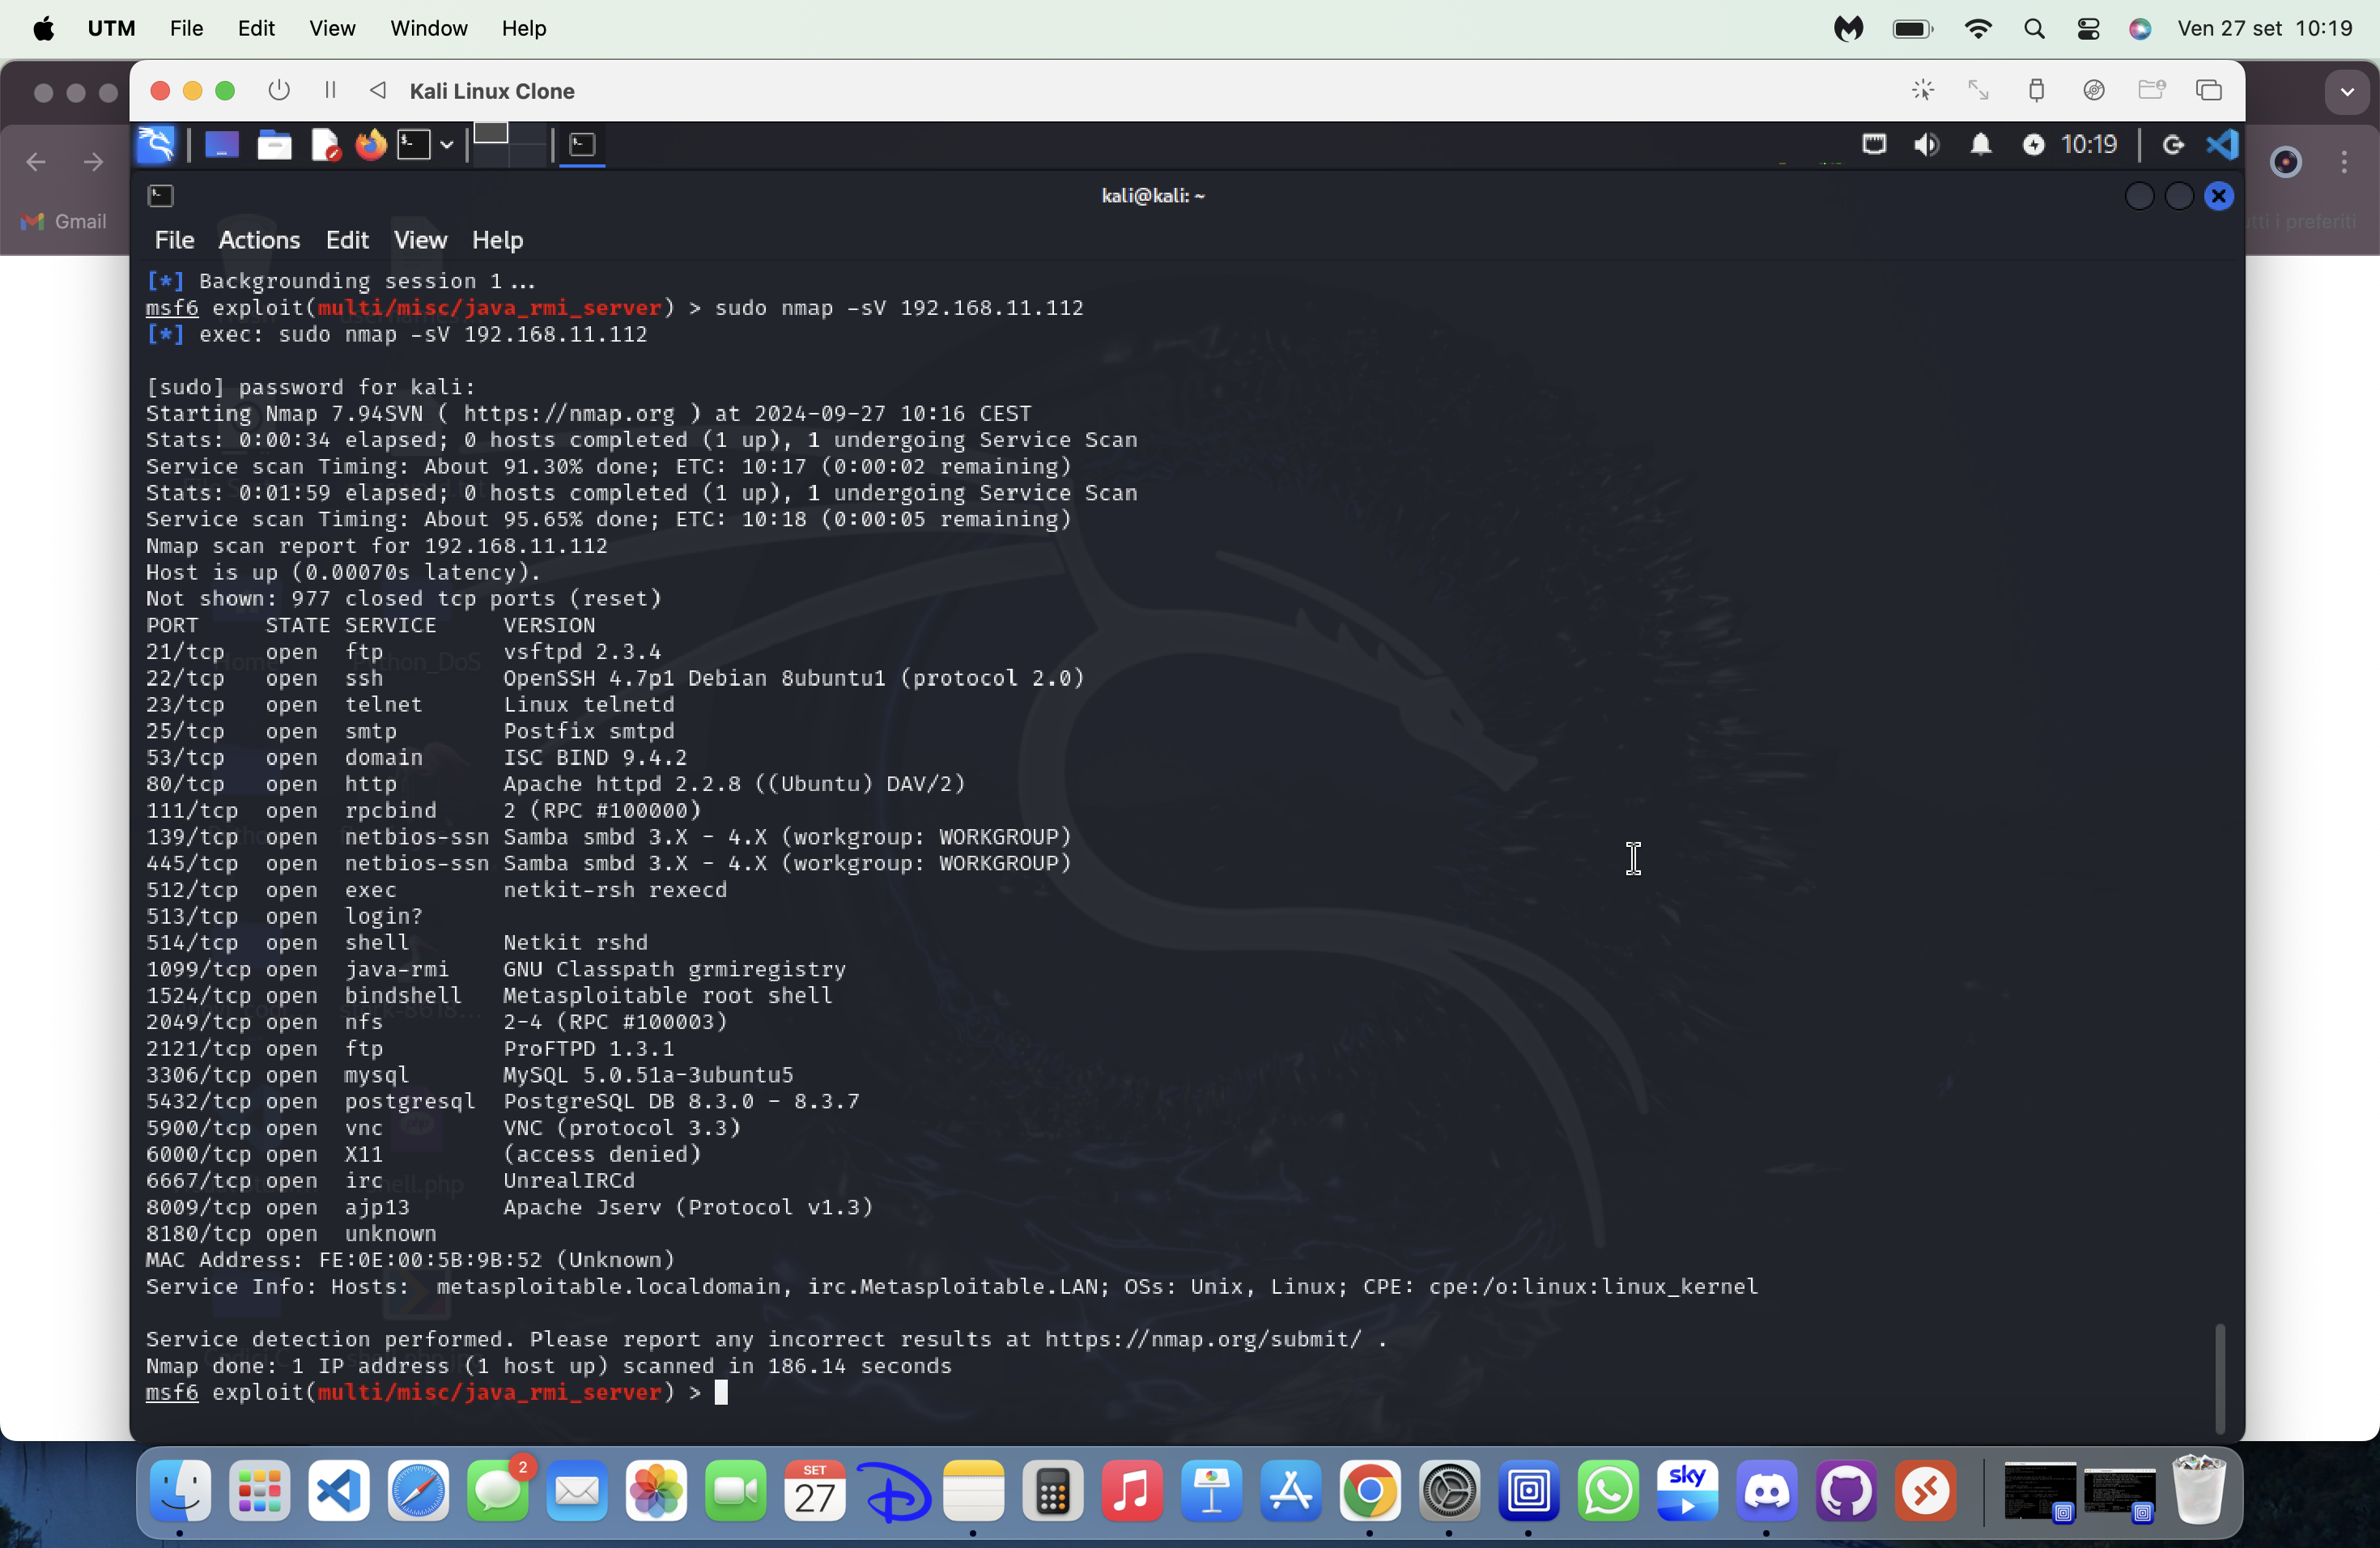 UTM File Edit View Window Help Ven 27 set 10:19
Kali Linux Clone
10:19
kali@kali: ~
Gmail
tti i preferiti
File Actions Edit View Help
[*] Backgrounding session 1...
msf6 exploit(multi/misc/java_rmi_server) > sudo nmap -sV 192.168.11.112
[*] exec: sudo nmap -sV 192.168.11.112
[sudo] password for kali:
Starting Nmap 7.94SVN ( https://nmap.org ) at 2024-09-27 10:16 CEST
Stats: 0:00:34 elapsed; 0 hosts completed (1 up), 1 undergoing Service Scan
Service scan Timing: About 91.30% done; ETC: 10:17 (0:00:02 remaining)
Stats: 0:01:59 elapsed; 0 hosts completed (1 up), 1 undergoing Service Scan
Service scan Timing: About 95.65% done; ETC: 10:18 (0:00:05 remaining)
Nmap scan report for 192.168.11.112
Host is up (0.00070s latency).
Not shown: 977 closed tcp ports (reset)
PORT STATE SERVICE VERSION
21/tcp open ftp vsftpd 2.3.4
22/tcp open ssh OpenSSH 4.7p1 Debian 8ubuntu1 (protocol 2.0)
23/tcp open telnet Linux telnetd
25/tcp open smtp Postfix smtpd
53/tcp open domain ISC BIND 9.4.2
80/tcp open http Apache httpd 2.2.8 ((Ubuntu) DAV/2)
111/tcp open rpcbind 2 (RPC #100000)
139/tcp open netbios-ssn Samba smbd 3.X - 4.X (workgroup: WORKGROUP)
445/tcp open netbios-ssn Samba smbd 3.X - 4.X (workgroup: WORKGROUP)
512/tcp open exec netkit-rsh rexecd
513/tcp open login?
514/tcp open shell Netkit rshd
1099/tcp open java-rmi GNU Classpath grmiregistry
1524/tcp open bindshell Metasploitable root shell
2049/tcp open nfs 2-4 (RPC #100003)
2121/tcp open ftp ProFTPD 1.3.1
3306/tcp open mysql MySQL 5.0.51a-3ubuntu5
5432/tcp open postgresql PostgreSQL DB 8.3.0 - 8.3.7
5900/tcp open vnc VNC (protocol 3.3)
6000/tcp open X11 (access denied)
6667/tcp open irc UnrealIRCd
8009/tcp open ajp13 Apache Jserv (Protocol v1.3)
8180/tcp open unknown
MAC Address: FE:0E:00:5B:9B:52 (Unknown)
Service Info: Hosts: metasploitable.localdomain, irc.Metasploitable.LAN; OSs: Unix, Linux; CPE: cpe:/o:linux:linux_kernel
Service detection performed. Please report any incorrect results at https://nmap.org/submit/ .
Nmap done: 1 IP address (1 host up) scanned in 186.14 seconds
msf6 exploit(multi/misc/java_rmi_server) >
Home
Python_DoS
2
SET
27
sky